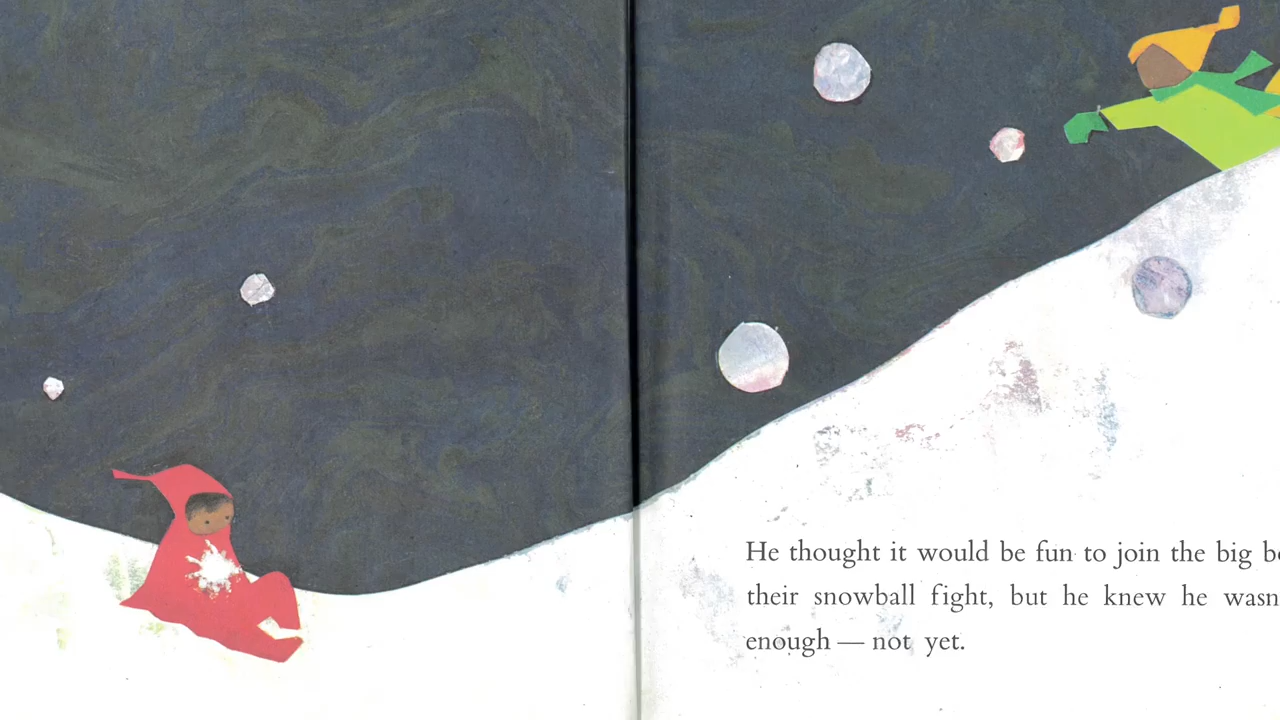 He thought it would be fun to join the big
their snowball fight, but he knew he
enough — not yet.